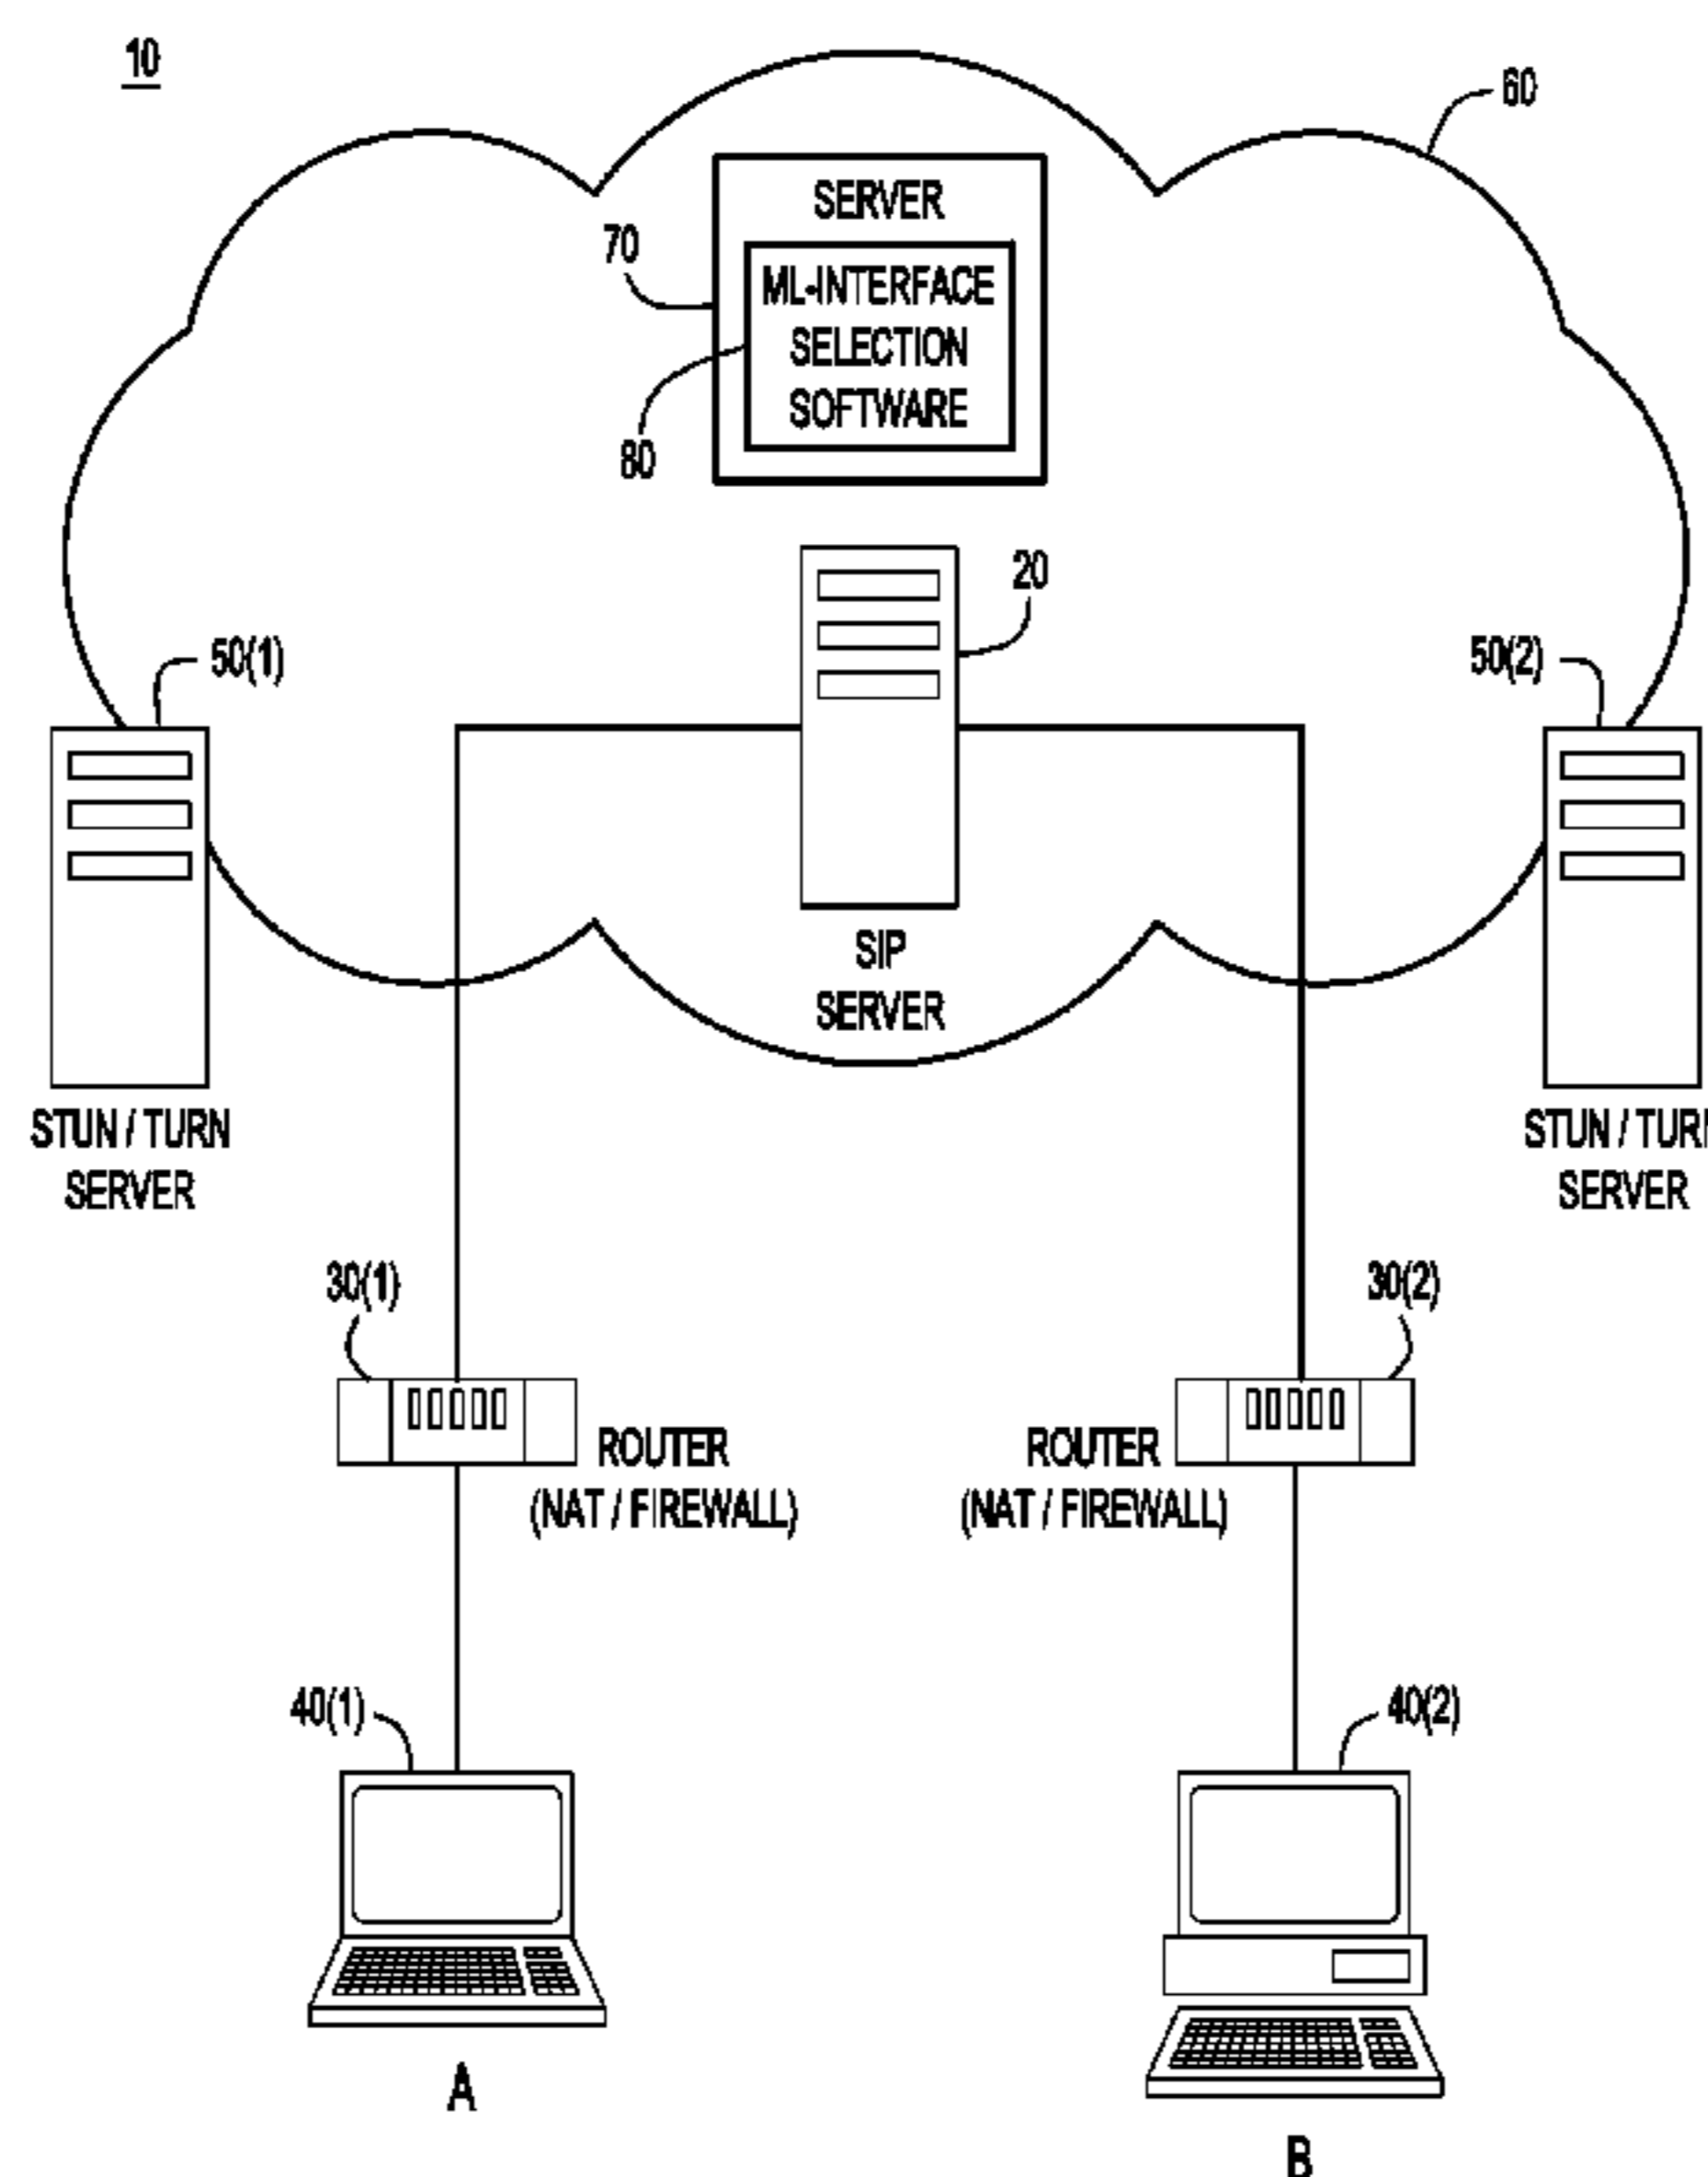 10
60
SERVER
70
ML-INTERFACE
SELECTION
SOFTWARE
80
20
50(1)
50(2)
SIP
SERVER
STUN / TURN
SERVER
STUN / TURN
SERVER
30(1)
30(2)
ROUTER
(NAT / FIREWALL)
ROUTER
(NAT / FIREWALL)
40(1)
40(2)
A
B